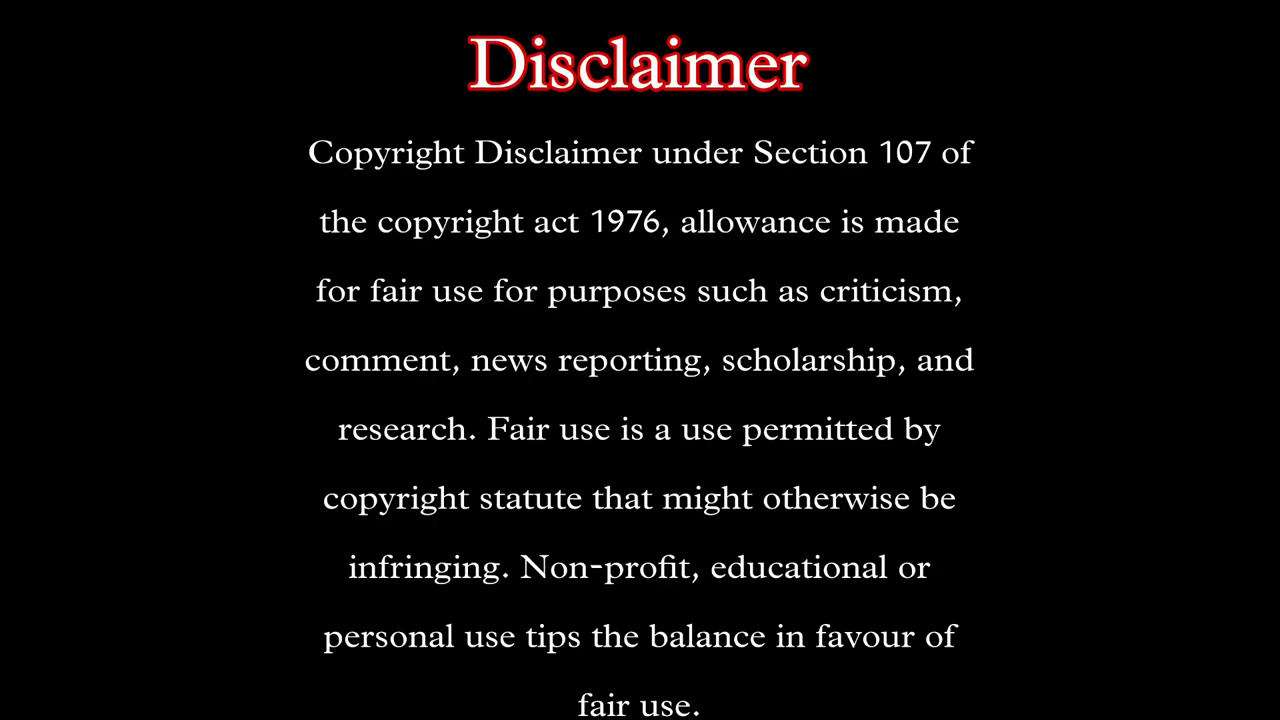 Disclaimer
Copyright Disclaimer under Section 107 of
the copyright act 1976, allowance is made
for fair use for purposes such as criticism,
comment, news reporting, scholarship, and
research. Fair use is a use permitted by
copyright statute that might otherwise be
infringing. Non-profit, educational or
personal use tips the balance in favour of
fair use.